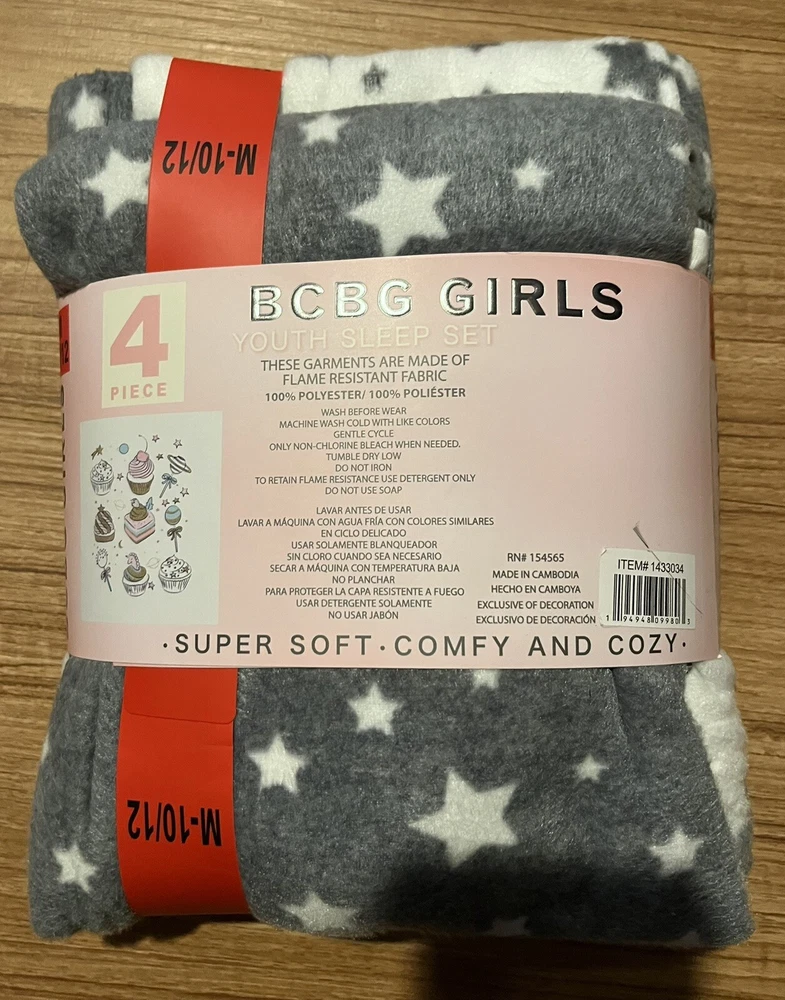 M-10/12
BCBG GIRLS
4
PIECE
YOUTH SLEEP SET
THESE GARMENTS ARE MADE OF
FLAME RESISTANT FABRIC
100% POLYESTER/ 100% POLIÉSTER
WASH BEFORE WEAR
MACHINE WASH COLD WITH LIKE COLORS
GENTLE CYCLE
ONLY NON-CHLORINE BLEACH WHEN NEEDED.
TUMBLE DRY LOW
DO NOT IRON
TO RETAIN FLAME RESISTANCE USE DETERGENT ONLY
DO NOT USE SOAP
LAVAR ANTES DE USAR
LAVAR A MÁQUINA CON AGUA FRÍA CON COLORES SIMILARES
EN CICLO DELICADO
USAR SOLAMENTE BLANQUEADOR
SIN CLORO CUANDO SEA NECESARIO
SECAR A MÁQUINA CON TEMPERATURA BAJA
NO PLANCHAR
PARA PROTEGER LA CAPA RESISTENTE A FUEGO
USAR DETERGENTE SOLAMENTE
NO USAR JABÓN
RN# 154565
MADE IN CAMBODIA
HECHO EN CAMBOYA
EXCLUSIVE OF DECORATION
EXCLUSIVO DE DECORACIÓN
ITEM# 1433034
1 94948 09980 3
·SUPER SOFT·COMFY AND COZY·
M-10/12